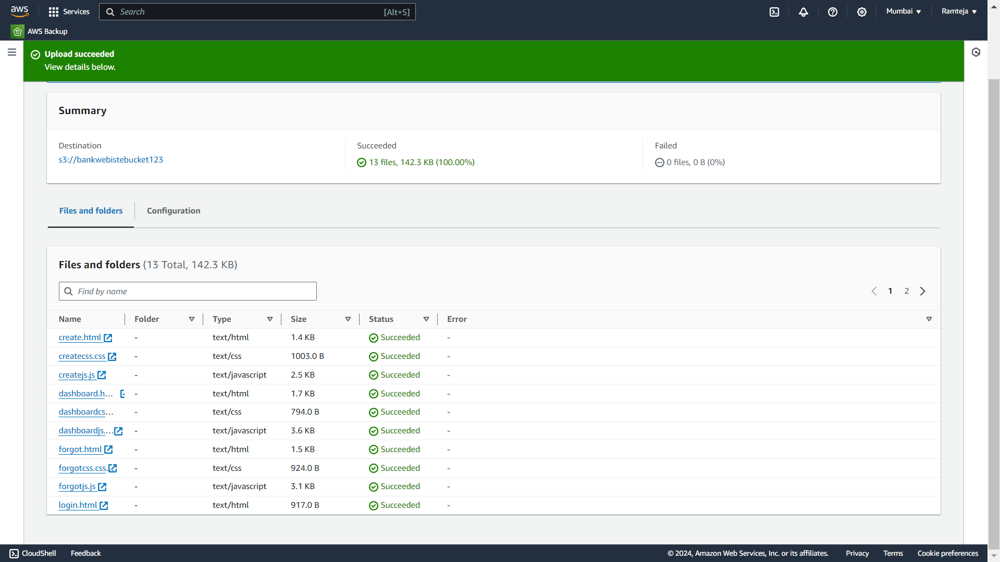 aws
Services
Search
[Alt+S]
Mumbai
Ramteja
AWS Backup
Upload succeeded
View details below.
Summary
Destination
s3://bankwebistebucket123
Succeeded
13 files, 142.3 KB (100.00%)
Failed
0 files, 0 B (0%)
Files and folders
Configuration
Files and folders (13 Total, 142.3 KB)
Find by name
1 2
Name Folder Type Size Status Error
create.html - text/html 1.4 KB Succeeded -
createcss.css - text/css 1003.0 B Succeeded -
createjs.js - text/javascript 2.5 KB Succeeded -
dashboard.h... - text/html 1.7 KB Succeeded -
dashboardcs... - text/css 794.0 B Succeeded -
dashboardjs.... - text/javascript 3.6 KB Succeeded -
forgot.html - text/html 1.5 KB Succeeded -
forgotcss.css. - text/css 924.0 B Succeeded -
forgotjs.js - text/javascript 3.1 KB Succeeded -
login.html - text/html 917.0 B Succeeded -
CloudShell
Feedback
© 2024, Amazon Web Services, Inc. or its affiliates.
Privacy
Terms
Cookie preferences